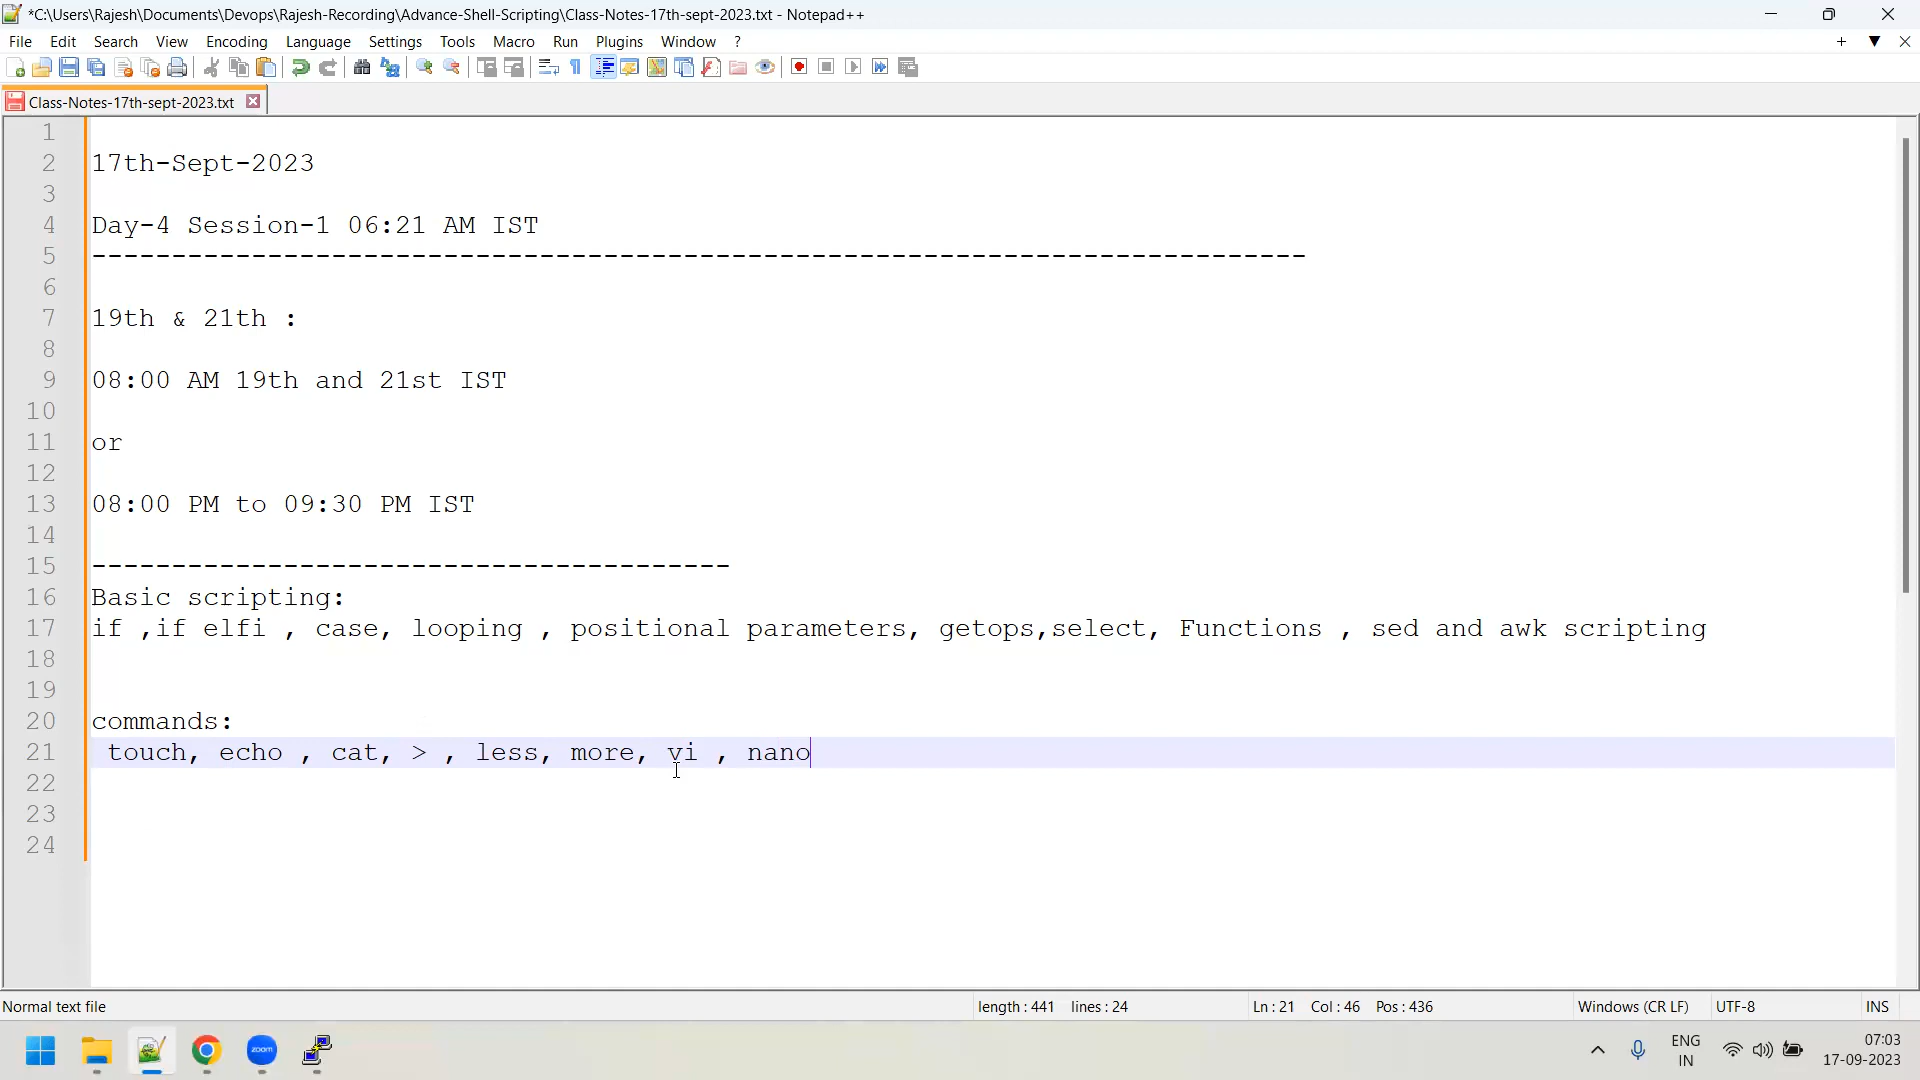 *C:\Users\Rajesh\Documents\Devops\Rajesh-Recording\Advance-Shell-Scripting\Class-Notes-17th-sept-2023.txt - Notepad++
File Edit Search View Encoding Language Settings Tools Macro Run Plugins Window ?
Class-Notes-17th-sept-2023.txt
1
2 17th-Sept-2023
3
4 Day-4 Session-1 06:21 AM IST
5 ----------------------------------------------------------------------------
6
7 19th & 21th :
8
9 08:00 AM 19th and 21st IST
10
11 or
12
13 08:00 PM to 09:30 PM IST
14
15 ----------------------------------------
16 Basic scripting:
17 if ,if elfi , case, looping , positional parameters, getops,select, Functions , sed and awk scripting
18
19
20 commands:
21 touch, echo , cat, > , less, more, vi , nano
22
23
24
Normal text file length : 441 lines : 24 Ln : 21 Col : 46 Pos : 436 Windows (CR LF) UTF-8 INS
zoom
ENG
IN
07:03
17-09-2023